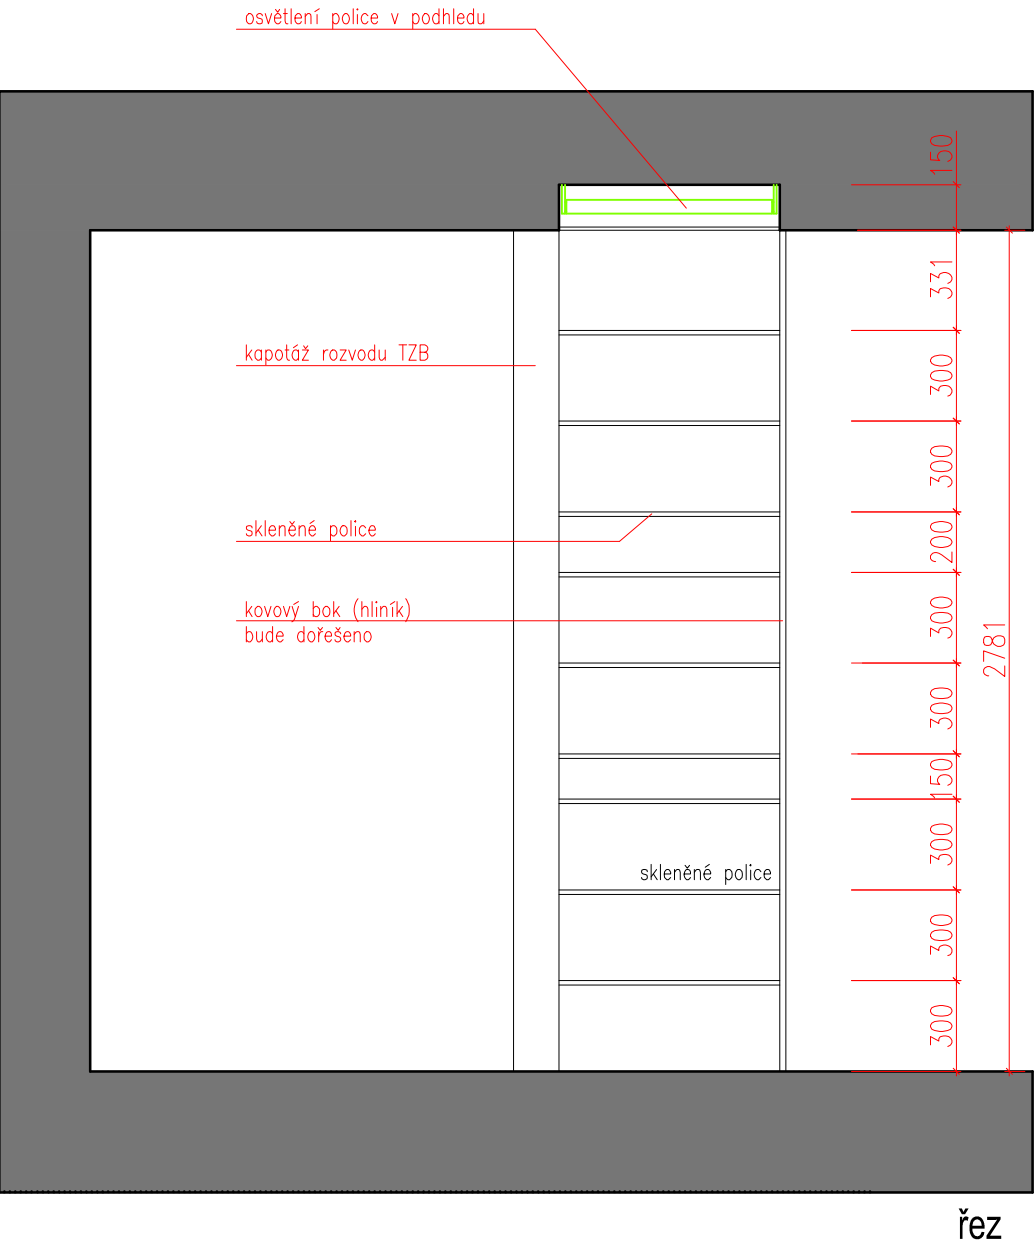 osvětlení police v podhledu
150
331
kapotáž rozvodu TZB
300
300
skleněné police
200
kovový bok (hliník)
bude dořešeno
300
2781
300
150
300
skleněné police
300
300
řez